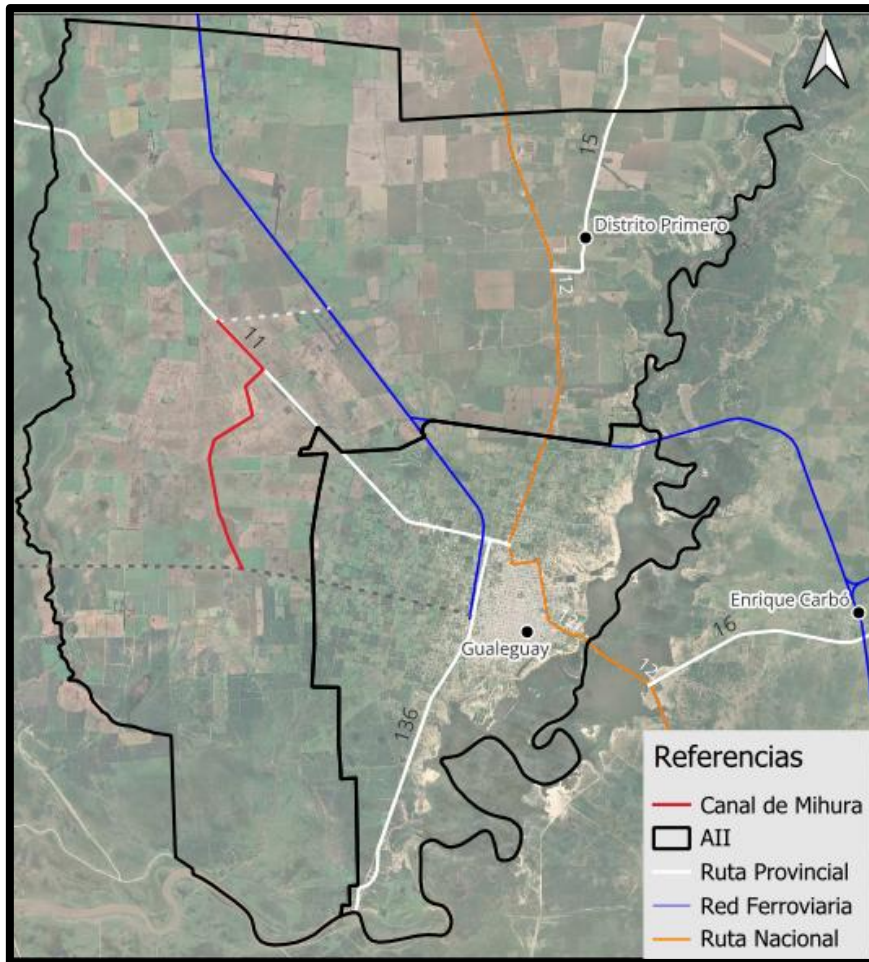 15
Distrito Primero
12
11
Enrique Carbó
16
12
Gualeguay
12
136
Referencias
Canal de Mihura
AII
Ruta Provincial
Red Ferroviaria
Ruta Nacional